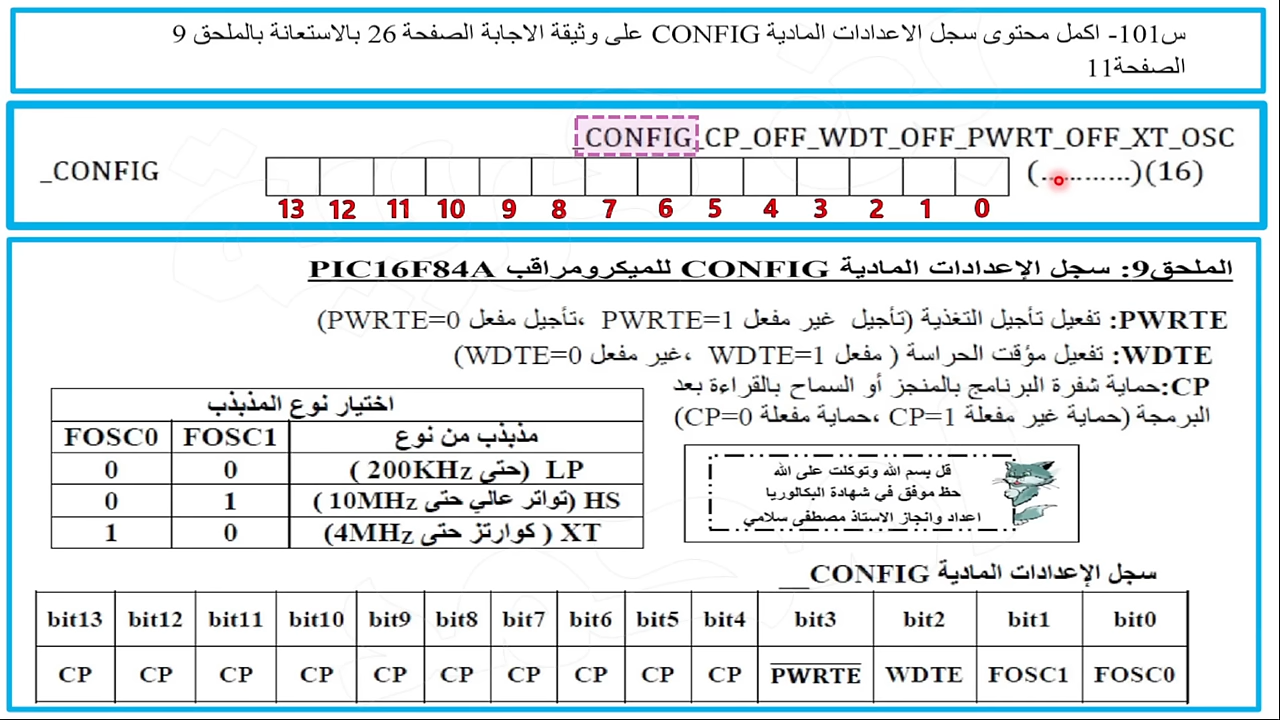 س101- اكمل محتوى سجل الاعدادات المادية CONFIG على وثيقة الاجابة الصفحة 26 بالاستعانة بالملحق 9
الصفحة11
_CONFIG_CP_OFF_WDT_OFF_PWRT_OFF_XT_OSC
_CONFIG (............)(16)
13 12 11 10 9 8 7 6 5 4 3 2 1 0
الملحق9: سجل الإعدادات المادية CONFIG للميكرومراقب PIC16F84A
PWRTE: تفعيل تأجيل التغذية (تأجيل غير مفعل PWRTE=1 ،تأجيل مفعل PWRTE=0)
WDTE: تفعيل مؤقت الحراسة ( مفعل WDTE=1 ،غير مفعل WDTE=0)
CP:حماية شفرة البرنامج بالمنجز أو السماح بالقراءة بعد
البرمجة (حماية غير مفعلة CP=1 ،حماية مفعلة CP=0)
اختيار نوع المذبذب
مذبذب من نوع FOSC1 FOSC0
LP (حتى 200KHz ) 0 0
HS (تواتر عالي حتى 10MHz ) 1 0
XT ( كوارتز حتى 4MHz) 0 1
قل بسم الله وتوكلت على الله
حظ موفق في شهادة البكالوريا
اعداد وانجاز الاستاذ مصطفى سلامي
سجل الإعدادات المادية CONFIG__
bit13 bit12 bit11 bit10 bit9 bit8 bit7 bit6 bit5 bit4 bit3 bit2 bit1 bit0
CP CP CP CP CP CP CP CP CP CP PWRTE WDTE FOSC1 FOSC0